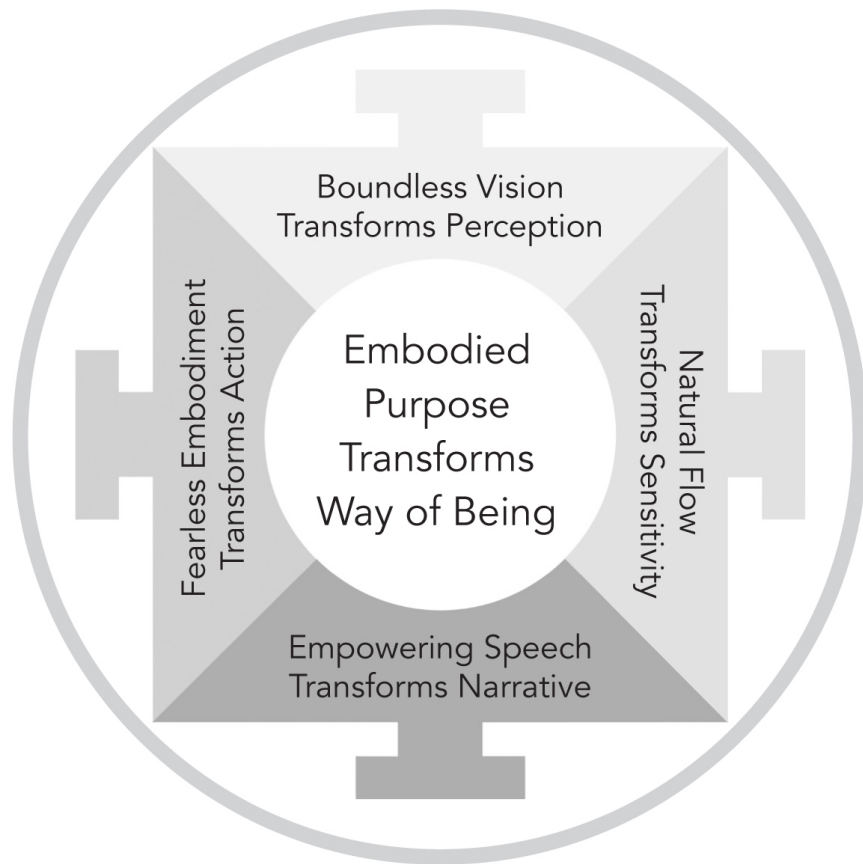 Boundless Vision
Transforms Perception
Fearless Embodiment
Transforms Action
Embodied
Purpose
Transforms
Way of Being
Natural Flow
Transforms Sensitivity
Empowering Speech
Transforms Narrative